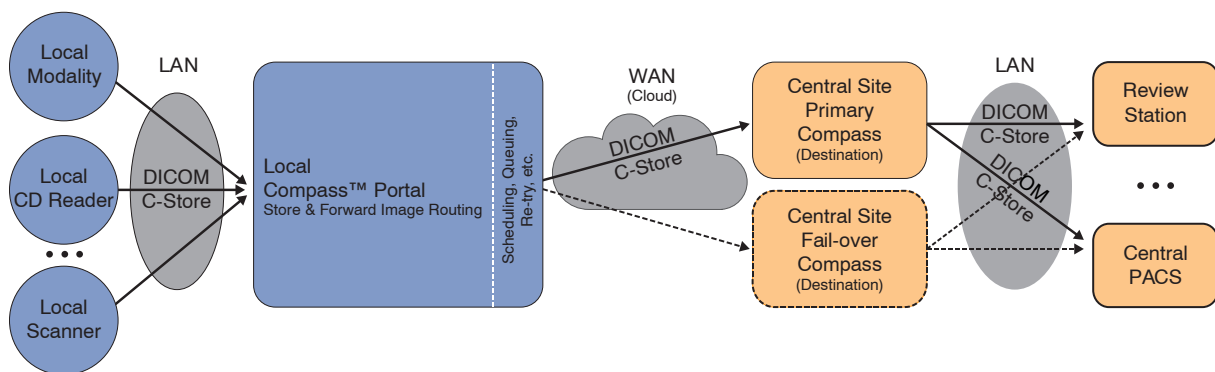 Local
Modality
Local
CD Reader
• • •
Local
Scanner
LAN
DICOM
C-Store
Local
Compass™ Portal
Store & Forward Image Routing
Scheduling, Queuing,
Re-try, etc.
WAN
(Cloud)
DICOM
C-Store
Central Site
Primary
Compass
(Destination)
Central Site
Fail-over
Compass
(Destination)
LAN
DICOM
C-Store
DICOM
C-Store
Review
Station
• • •
Central
PACS